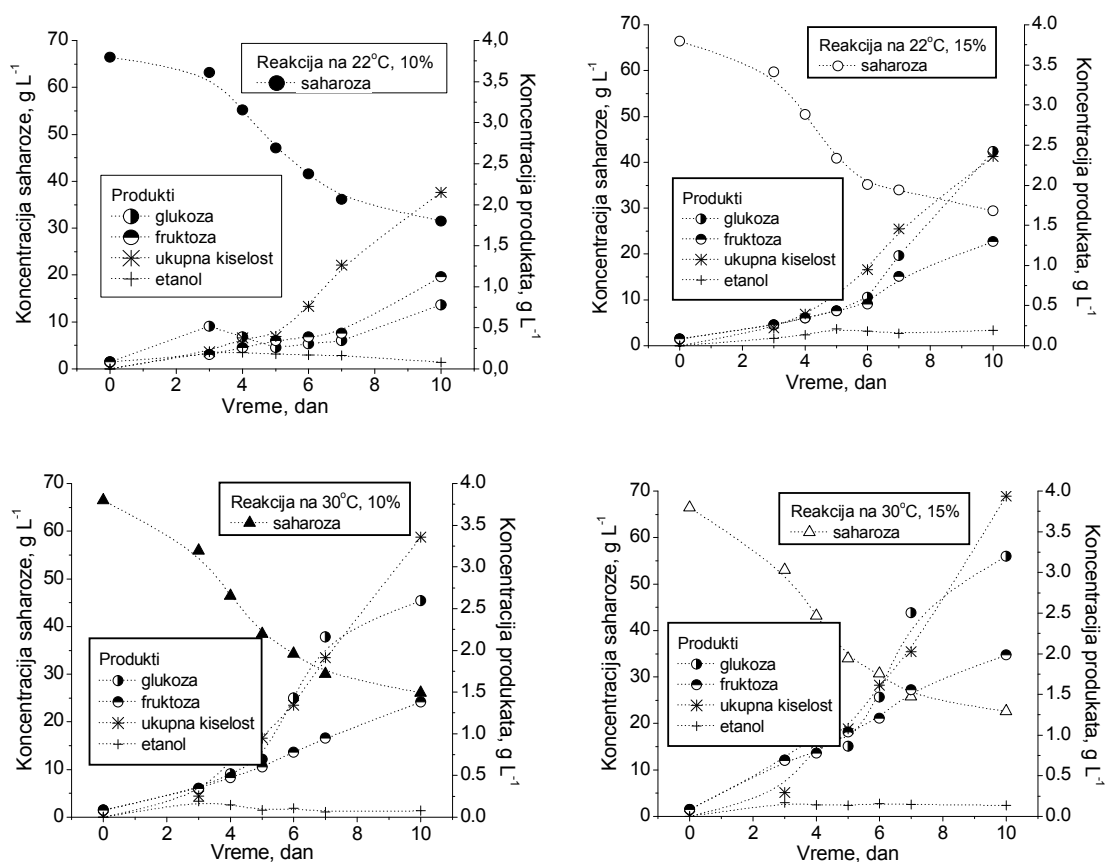 Koncentracija saharoze, g L⁻¹
70
60
50
40
30
20
10
0
Reakcija na 22°C, 10%
saharoza
Produkti
glukoza
fruktoza
ukupna kiselost
etanol
4,0
3,5
3,0
2,5
2,0
1,5
1,0
0,5
0,0
Koncentracija produkata, g L⁻¹
0 2 4 6 8 10
Vreme, dan
Koncentracija saharoze, g L⁻¹
70
60
50
40
30
20
10
0
Reakcija na 22°C, 15%
saharoza
Produkti
glukoza
fruktoza
ukupna kiselost
etanol
4.0
3.5
3.0
2.5
2.0
1.5
1.0
0.5
0.0
Koncentracija produkata, g L⁻¹
0 2 4 6 8 10
Vreme, dan
Koncentracija saharoze, g L⁻¹
70
60
50
40
30
20
10
0
Reakcija na 30°C, 10%
saharoza
Produkti
glukoza
fruktoza
ukupna kiselost
etanol
4.0
3.5
3.0
2.5
2.0
1.5
1.0
0.5
0.0
Koncentracija produkata, g L⁻¹
0 2 4 6 8 10
Vreme, dan
Koncentracija saharoze, g L⁻¹
70
60
50
40
30
20
10
0
Reakcija na 30°C, 15%
saharoza
Produkti
glukoza
fruktoza
ukupna kiselost
etanol
4.0
3.5
3.0
2.5
2.0
1.5
1.0
0.5
0.0
Koncentracija produkata, g L⁻¹
0 2 4 6 8 10
Vreme, dan